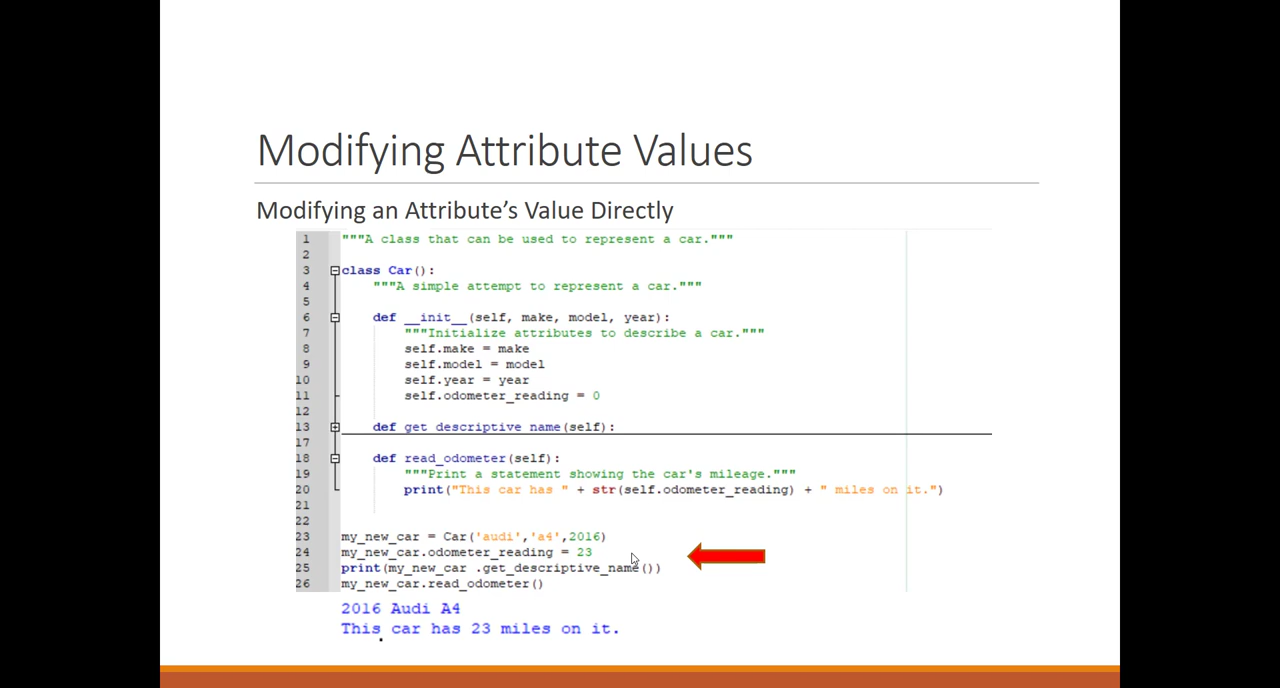 Modifying Attribute Values
Modifying an Attribute’s Value Directly
1 """A class that can be used to represent a car."""
2
3 class Car():
4 """A simple attempt to represent a car."""
5
6 def __init__(self, make, model, year):
7 """Initialize attributes to describe a car."""
8 self.make = make
9 self.model = model
10 self.year = year
11 self.odometer_reading = 0
12
13 def get_descriptive_name(self):
17
18 def read_odometer(self):
19 """Print a statement showing the car's mileage."""
20 print("This car has " + str(self.odometer_reading) + " miles on it.")
21
22
23 my_new_car = Car('audi','a4',2016)
24 my_new_car.odometer_reading = 23
25 print(my_new_car .get_descriptive_name())
26 my_new_car.read_odometer()
2016 Audi A4
This car has 23 miles on it.